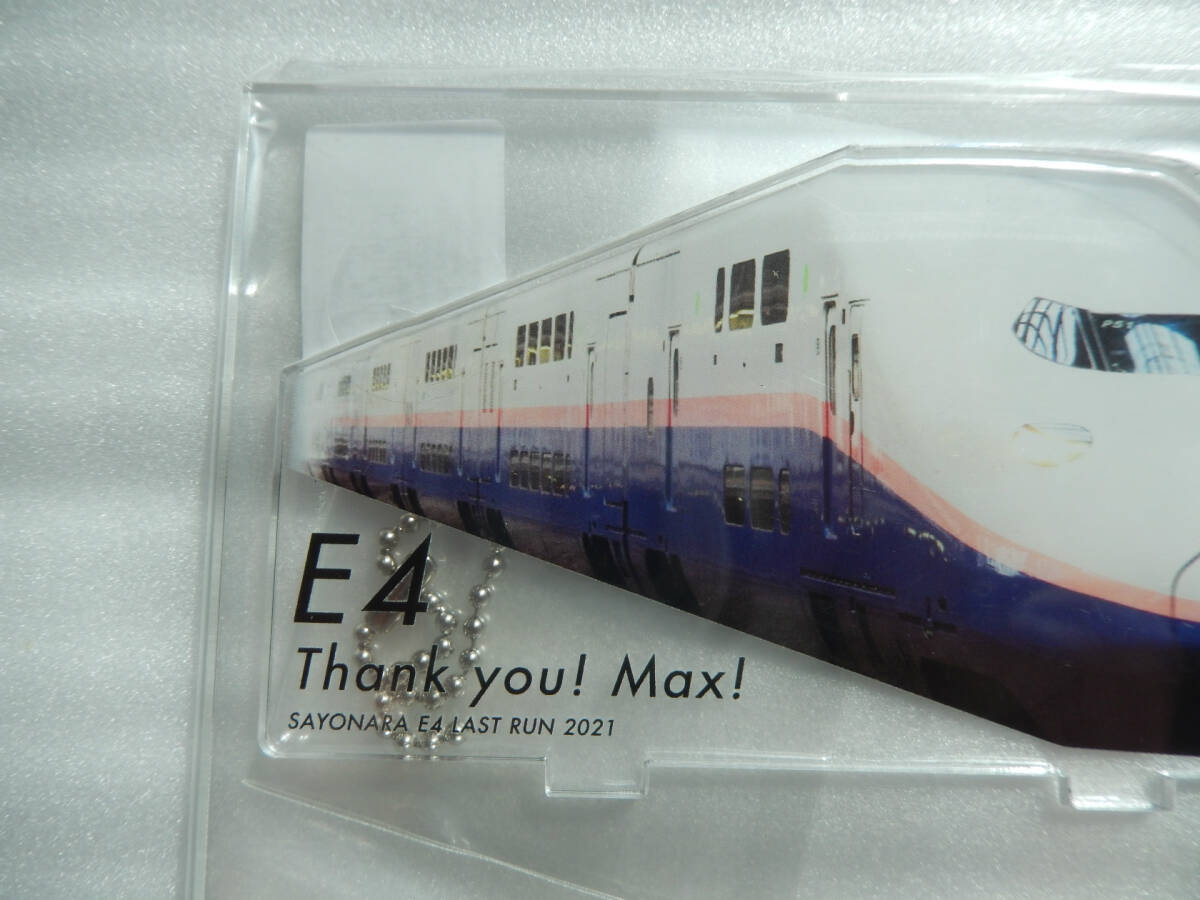 E4
Thank you! Max!
SAYONARA E4 LAST RUN 2021